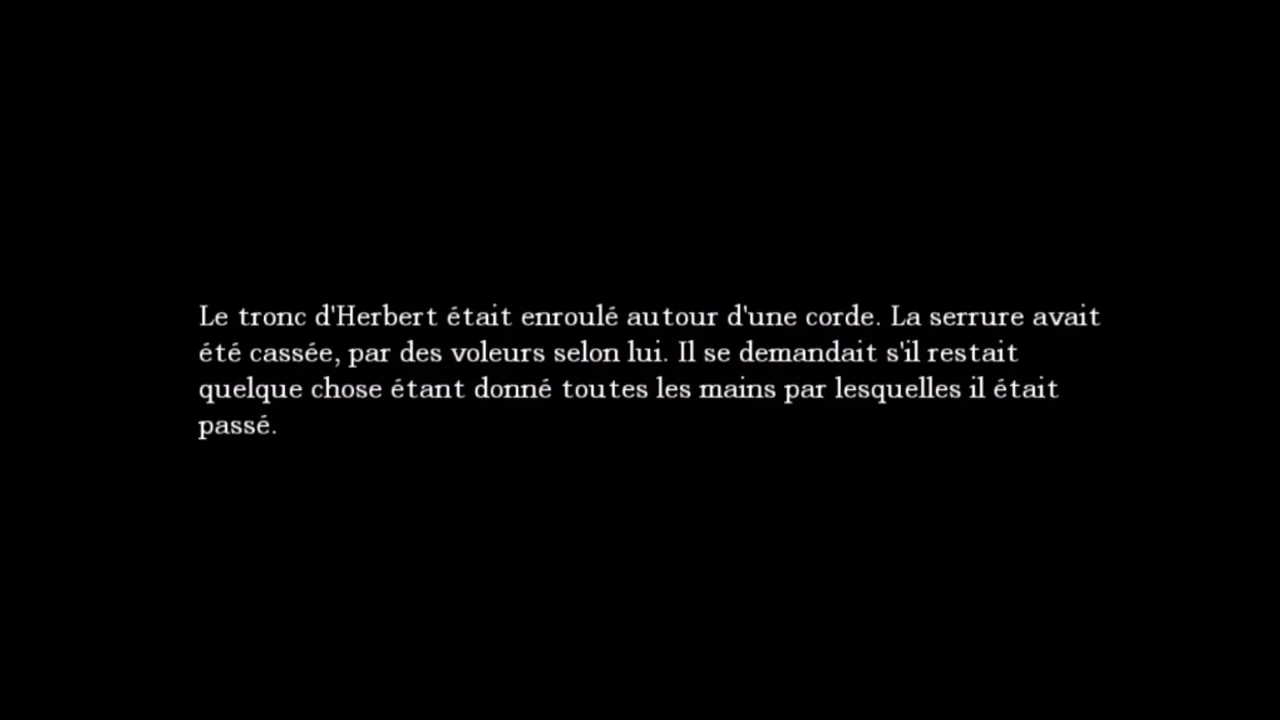 Le tronc d'Herbert était enroulé autour d'une corde. La serrure avait
été cassée, par des voleurs selon lui. Il se demandait s'il restait
quelque chose étant donné toutes les mains par lesquelles il était
passé.